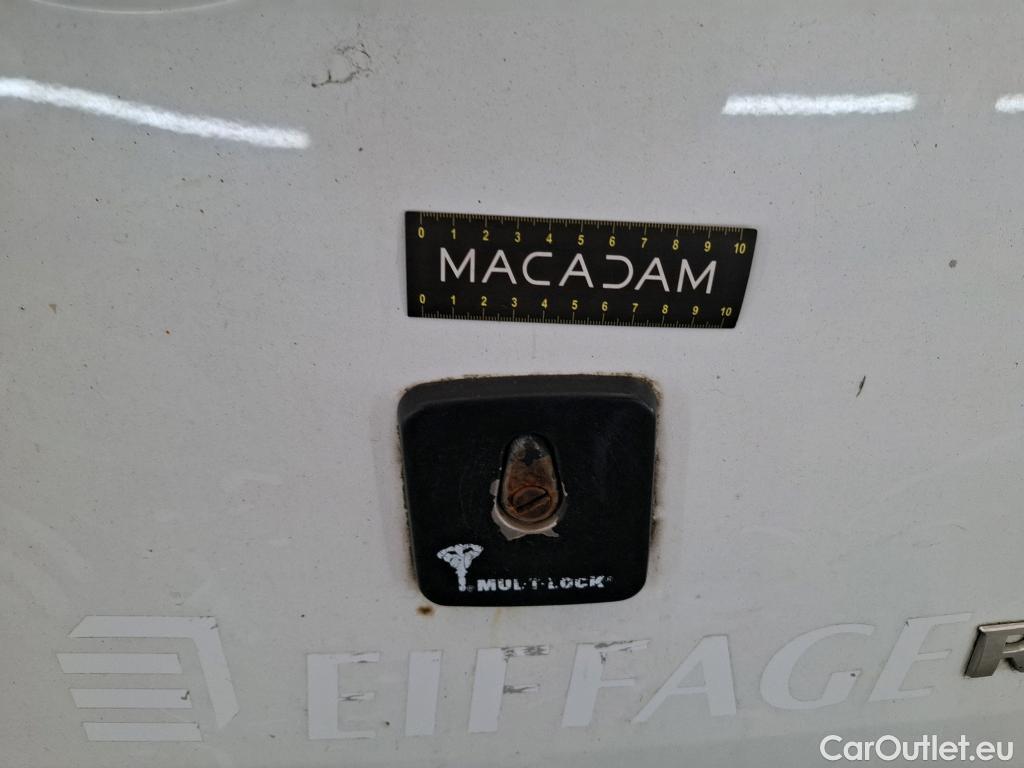 0 1 2 3 4 5 6 7 8 9 10
MACADAM
0 1 2 3 4 5 6 7 8 9 10
MUL-T-LOCK®
EIFFAGE
R
CarOutlet.eu